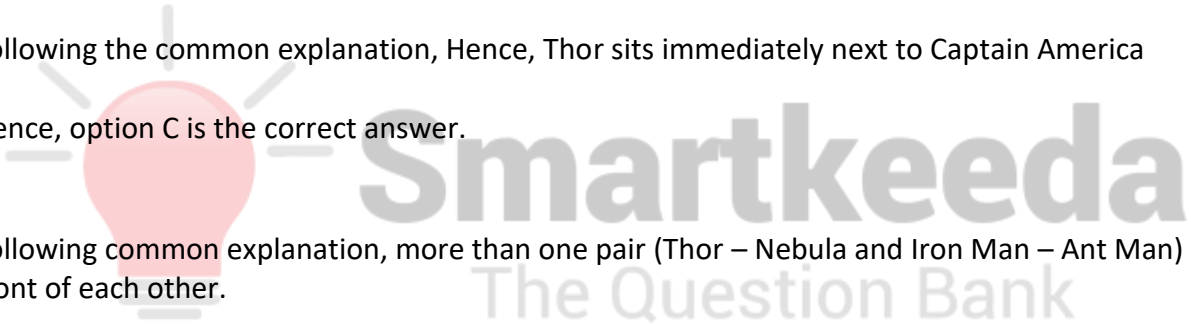 ollowing the common explanation, Hence, Thor sits immediately next to Captain America
ence, option C is the correct answer.
Smartkeeda
ollowing common explanation, more than one pair (Thor – Nebula and Iron Man – Ant Man)
ont of each other.
The Question Bank